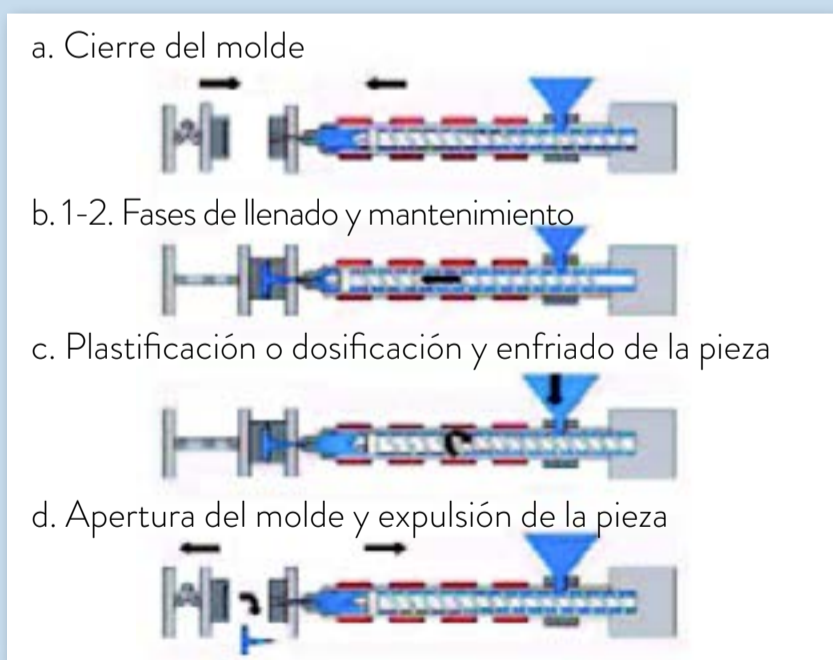 a. Cierre del molde
b. 1-2. Fases de llenado y mantenimiento
c. Plastificación o dosificación y enfriado de la pieza
d. Apertura del molde y expulsión de la pieza